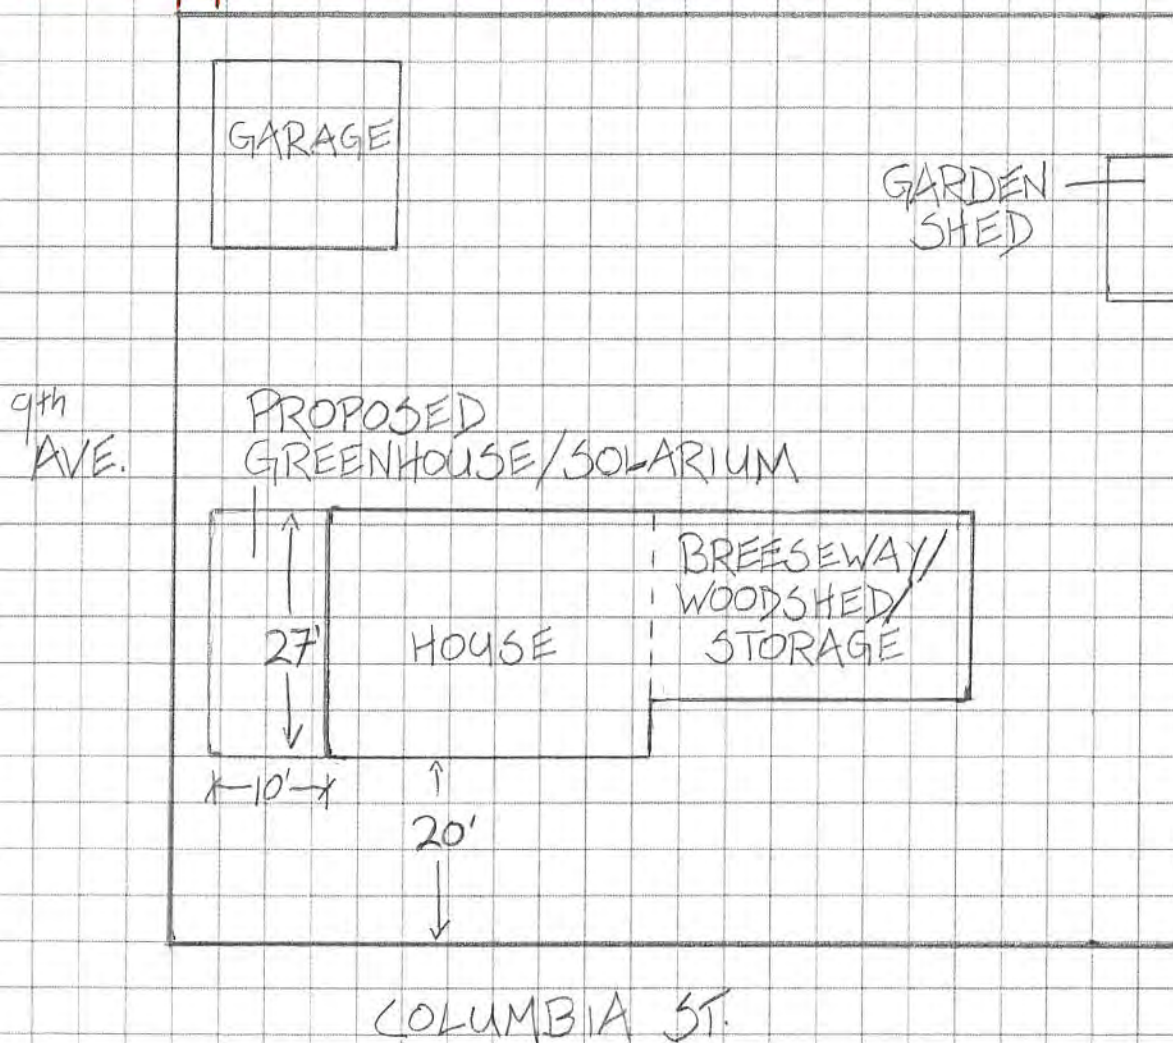 GARAGE
GARDEN
SHED
9th
AVE.
PROPOSED
GREENHOUSE/SOLARIUM
BREESEWAY/
WOODSHED/
STORAGE
27'
HOUSE
10'
20'
COLUMBIA ST.